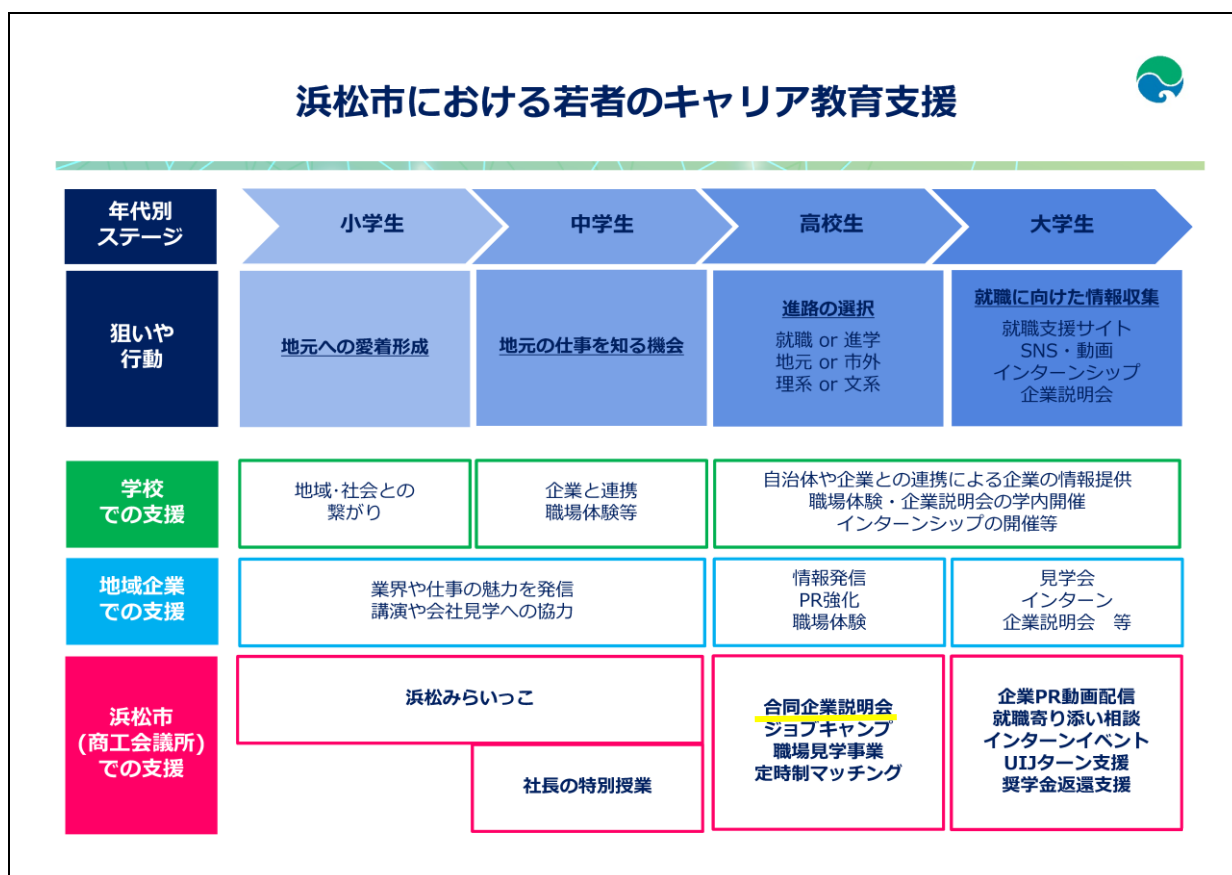 浜松市における若者のキャリア教育支援
年代別
ステージ
小学生
中学生
高校生
大学生
狙いや
行動
地元への愛着形成
地元の仕事を知る機会
進路の選択
就職 or 進学
地元 or 市外
理系 or 文系
就職に向けた情報収集
就職支援サイト
SNS・動画
インターンシップ
企業説明会
学校
での支援
地域・社会との
繋がり
企業と連携
職場体験等
自治体や企業との連携による企業の情報提供
職場体験・企業説明会の学内開催
インターンシップの開催等
地域企業
での支援
業界や仕事の魅力を発信
講演や会社見学への協力
情報発信
PR強化
職場体験
見学会
インターン
企業説明会　等
浜松市
(商工会議所)
での支援
浜松みらいっこ
社長の特別授業
合同企業説明会
ジョブキャンプ
職場見学事業
定時制マッチング
企業PR動画配信
就職寄り添い相談
インターンイベント
UIJターン支援
奨学金返還支援